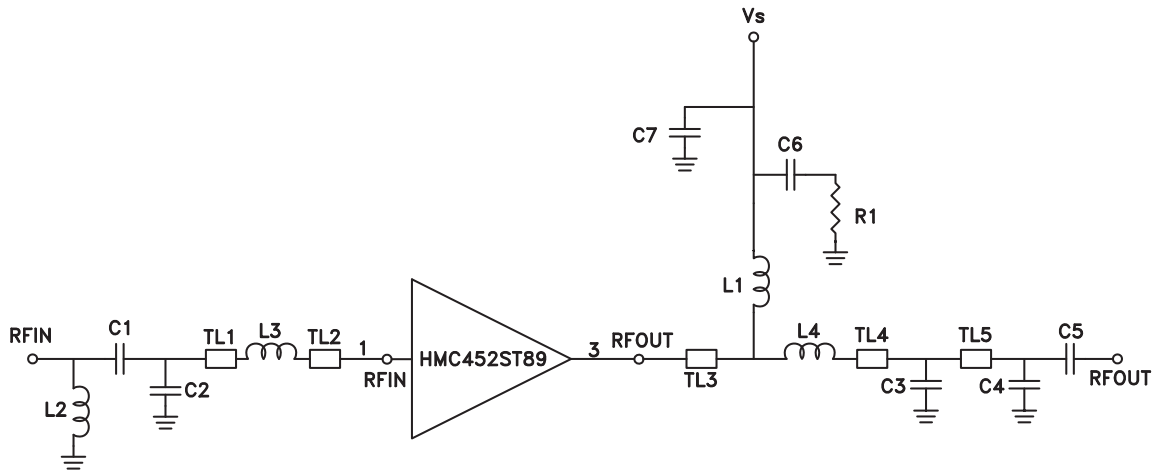 Vs
C7
C6
R1
L1
RFIN
C1
TL1
L3
TL2
1
RFIN
HMC452ST89
3
RFOUT
TL3
L4
TL4
TL5
C5
RFOUT
L2
C2
C3
C4